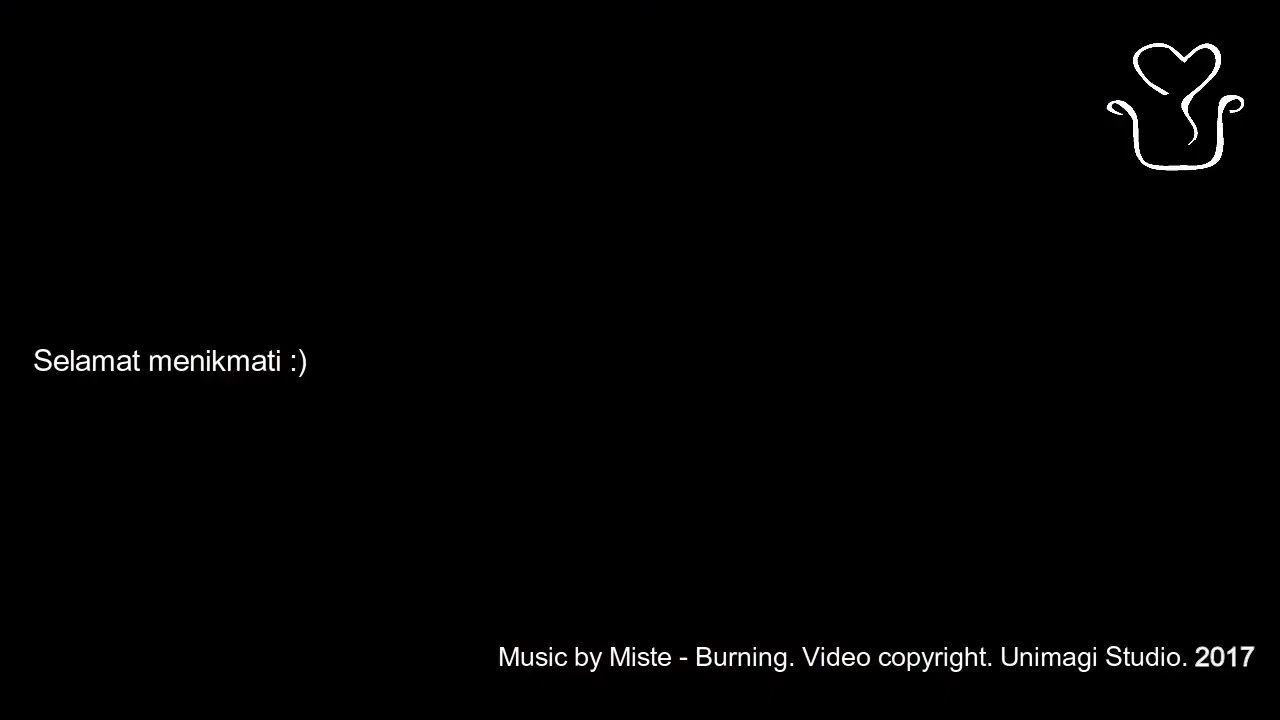 Selamat menikmati :)
Music by Miste - Burning. Video copyright. Unimagi Studio. 2017